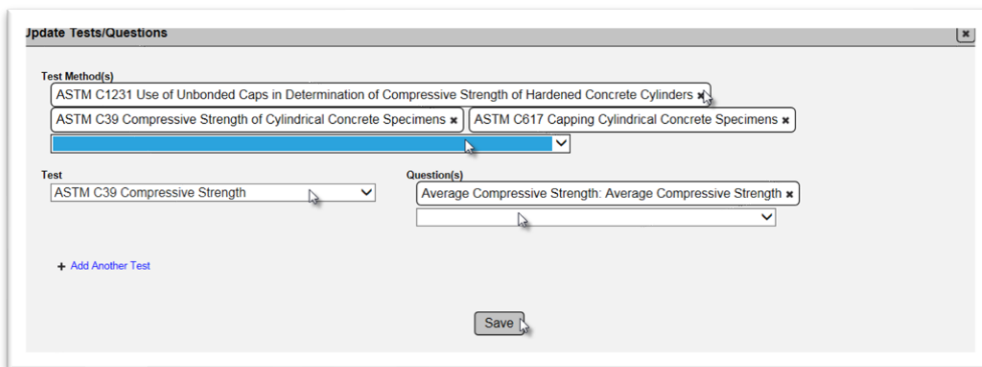 Update Tests/Questions
Test Method(s)
ASTM C1231 Use of Unbonded Caps in Determination of Compressive Strength of Hardened Concrete Cylinders ×
ASTM C39 Compressive Strength of Cylindrical Concrete Specimens × ASTM C617 Capping Cylindrical Concrete Specimens ×
Test
ASTM C39 Compressive Strength
Question(s)
Average Compressive Strength: Average Compressive Strength ×
+ Add Another Test
Save